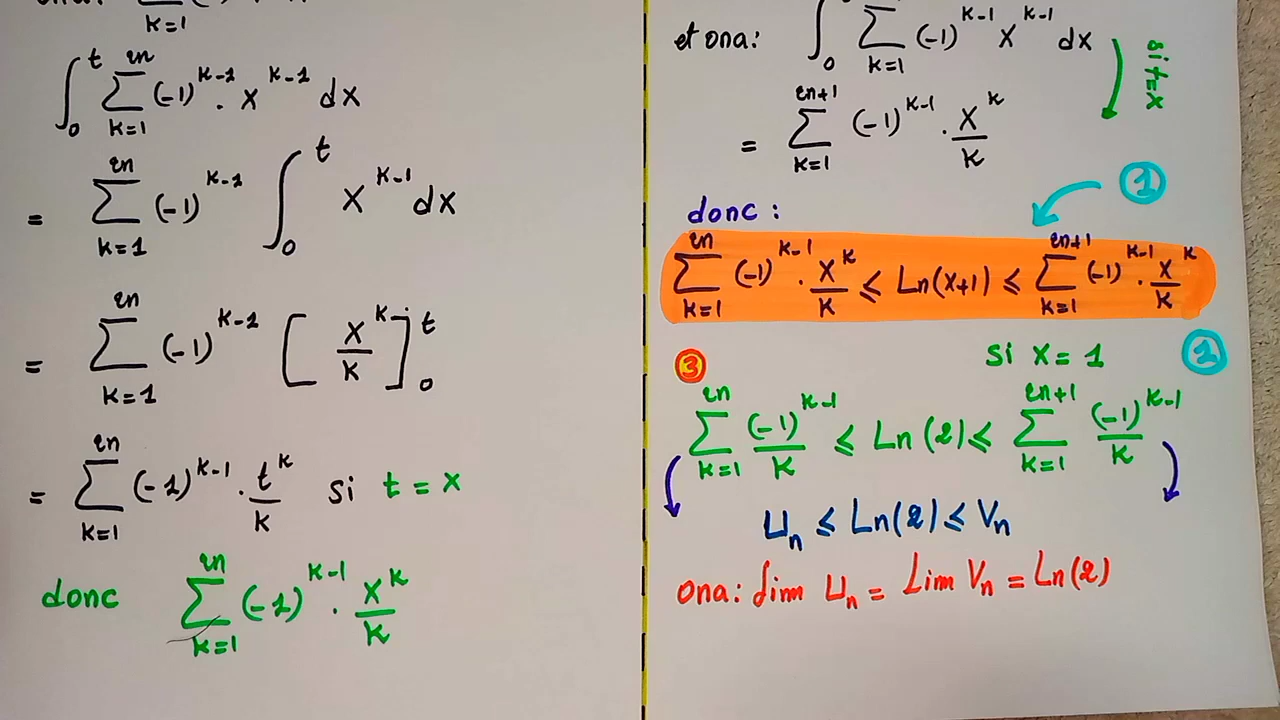 k=1
∫₀ᵗ ∑_{k=1}^{2n} (-1)^{k-1} · x^{k-1} dx
= ∑_{k=1}^{2n} (-1)^{k-1} ∫₀ᵗ x^{k-1} dx
= ∑_{k=1}^{2n} (-1)^{k-1} [x^k/k]₀ᵗ
= ∑_{k=1}^{2n} (-1)^{k-1} · t^k/k si t = x
donc ∑_{k=1}^{2n} (-1)^{k-1} · x^k/k
et ona: ∫₀ ∑_{k=1} (-1)^{k-1} x^{k-1} dx
si t=x
= ∑_{k=1}^{2n+1} (-1)^{k-1} · x^k/k
donc : ①
∑_{k=1}^{2n} (-1)^{k-1} · x^k/k ≤ Ln(x+1) ≤ ∑_{k=1}^{2n+1} (-1)^{k-1} · x^k/k
③ si x = 1 ②
∑_{k=1}^{2n} (-1)^{k-1}/k ≤ Ln(2) ≤ ∑_{k=1}^{2n+1} (-1)^{k-1}/k
Uₙ ≤ Ln(2) ≤ Vₙ
ona: lim Uₙ = Lim Vₙ = Ln(2)